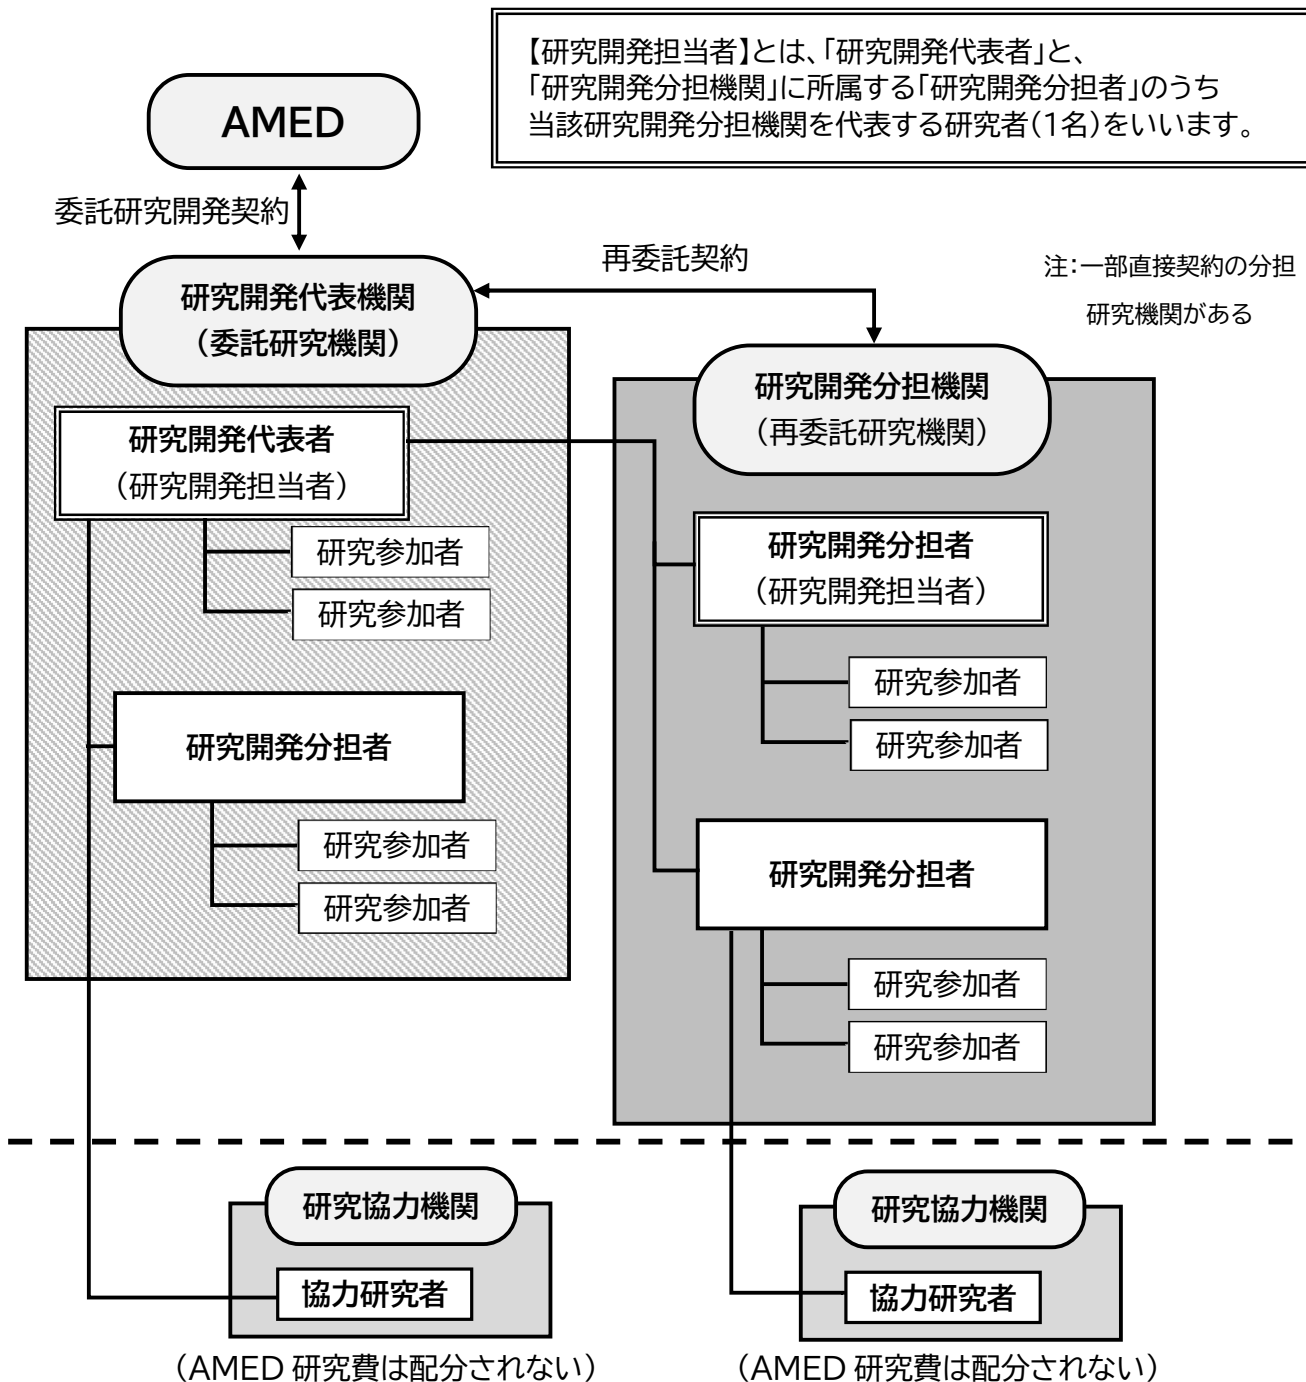 【研究開発担当者】とは、「研究開発代表者」と、
「研究開発分担機関」に所属する「研究開発分担者」のうち
当該研究開発分担機関を代表する研究者(1名)をいいます。
AMED
委託研究開発契約
再委託契約
注:一部直接契約の分担
研究機関がある
研究開発代表機関
(委託研究機関)
研究開発分担機関
(再委託研究機関)
研究開発代表者
(研究開発担当者)
研究参加者
研究参加者
研究開発分担者
研究参加者
研究参加者
研究開発分担者
(研究開発担当者)
研究参加者
研究参加者
研究開発分担者
研究参加者
研究参加者
研究協力機関
協力研究者
(AMED 研究費は配分されない)
研究協力機関
協力研究者
(AMED 研究費は配分されない)